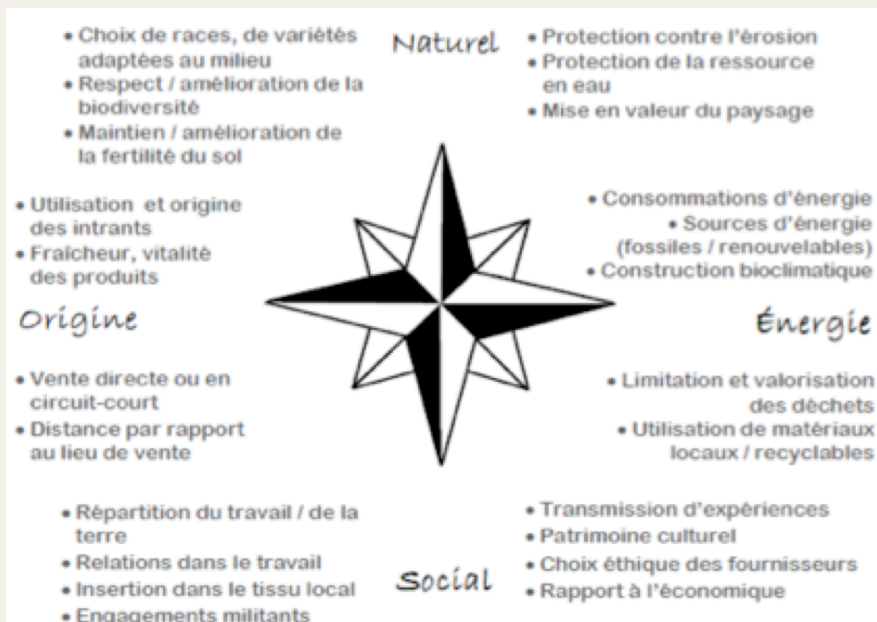 Naturel
• Choix de races, de variétés
adaptées au milieu
• Respect / amélioration de la
biodiversité
• Maintien / amélioration de
la fertilité du sol
• Protection contre l'érosion
• Protection de la ressource
en eau
• Mise en valeur du paysage
• Utilisation et origine
des intrants
• Fraîcheur, vitalité
des produits
Origine
• Vente directe ou en
circuit-court
• Distance par rapport
au lieu de vente
• Consommations d'énergie
• Sources d'énergie
(fossiles / renouvelables)
• Construction bioclimatique
Énergie
• Limitation et valorisation
des déchets
• Utilisation de matériaux
locaux / recyclables
• Répartition du travail / de la
terre
• Relations dans le travail
• Insertion dans le tissu local
• Engagements militants
Social
• Transmission d'expériences
• Patrimoine culturel
• Choix éthique des fournisseurs
• Rapport à l'économique